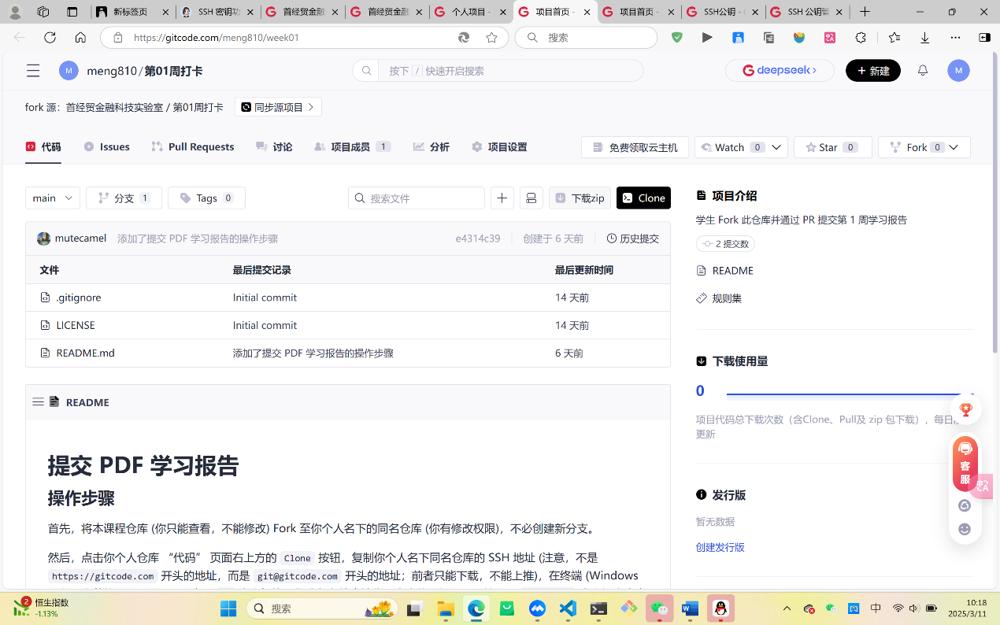 新标签页
SSH 密钥功
首经贸金融
首经贸金融
个人项目 -
项目首页 -
项目首页 -
SSH公钥 -
SSH 公钥管
https://gitcode.com/meng810/week01
搜索
M meng810/第01周打卡
按下 / 快速开启搜索
deepseek
新建
M
fork 源：首经贸金融科技实验室 / 第01周打卡
同步源项目
代码
Issues
Pull Requests
讨论
项目成员 1
分析
项目设置
免费领取云主机
Watch 0
Star 0
Fork 0
main
分支 1
Tags 0
搜索文件
下载zip
Clone
mutecamel 添加了提交 PDF 学习报告的操作步骤 e4314c39 创建于 6 天前 历史提交
文件 最后提交记录 最后更新时间
.gitignore Initial commit 14 天前
LICENSE Initial commit 14 天前
README.md 添加了提交 PDF 学习报告的操作步骤 6 天前
README
提交 PDF 学习报告
操作步骤
首先，将本课程仓库 (你只能查看，不能修改) Fork 至你个人名下的同名仓库 (你有修改权限)，不必创建新分支。
然后，点击你个人仓库 “代码” 页面右上方的 Clone 按钮，复制你个人名下同名仓库的 SSH 地址 (注意，不是
https://gitcode.com 开头的地址，而是 git@gitcode.com 开头的地址；前者只能下载，不能上推)，在终端 (Windows
项目介绍
学生 Fork 此仓库并通过 PR 提交第 1 周学习报告
2 提交数
README
规则集
下载使用量
0
项目代码总下载次数（含Clone、Pull及 zip 包下载），每日
更新
发行版
暂无数据
创建发行版
客
服
2
恒生指数
-1.13%
搜索
中
10:18
2025/3/11